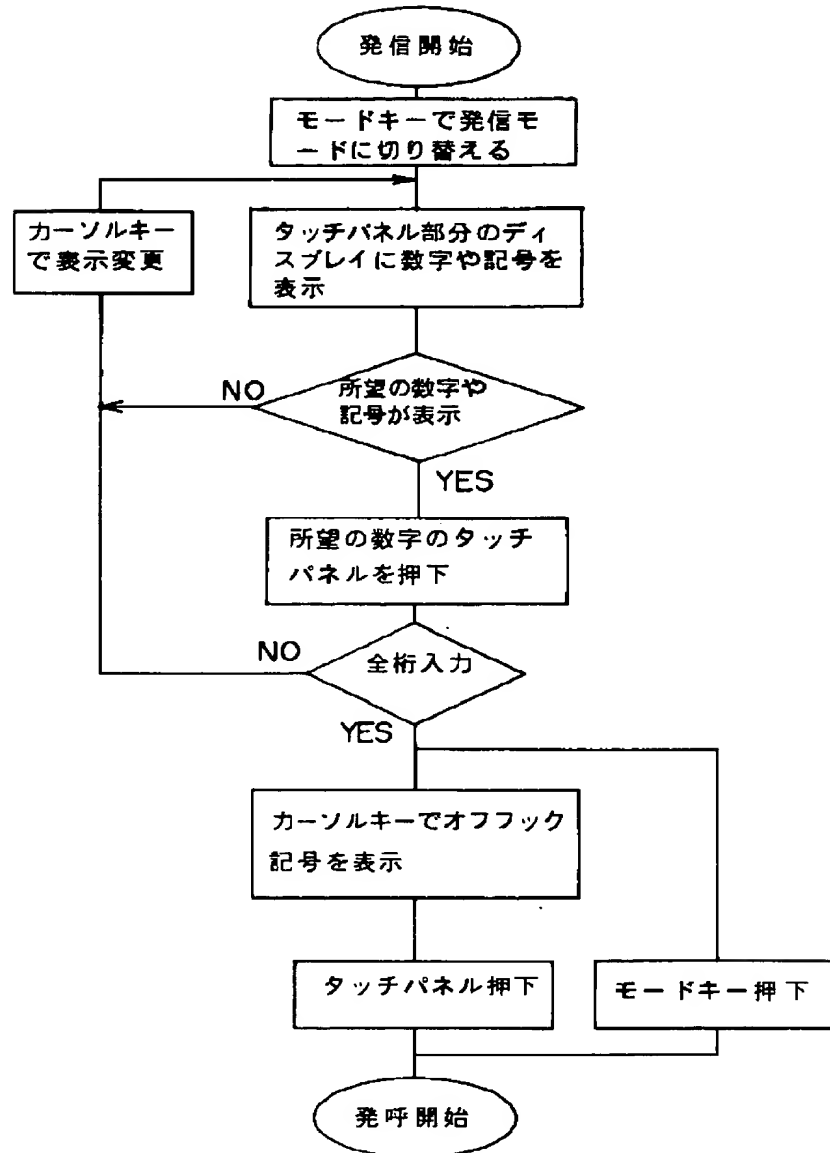 発信開始
モードキーで発信モ
ードに切り替える
カーソルキー
で表示変更
タッチパネル部分のディ
スプレイに数字や記号を
表示
NO
所望の数字や
記号が表示
YES
所望の数字のタッチ
パネルを押下
NO
全桁入力
YES
カーソルキーでオフフック
記号を表示
タッチパネル押下
モードキー押下
発呼開始